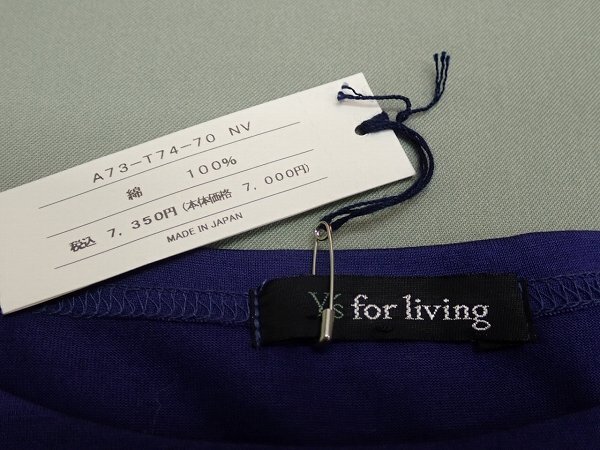 A73-T74-70 NV
綿 100%
税込 7,350円(本体価格 7,000円)
MADE IN JAPAN
Y's for living